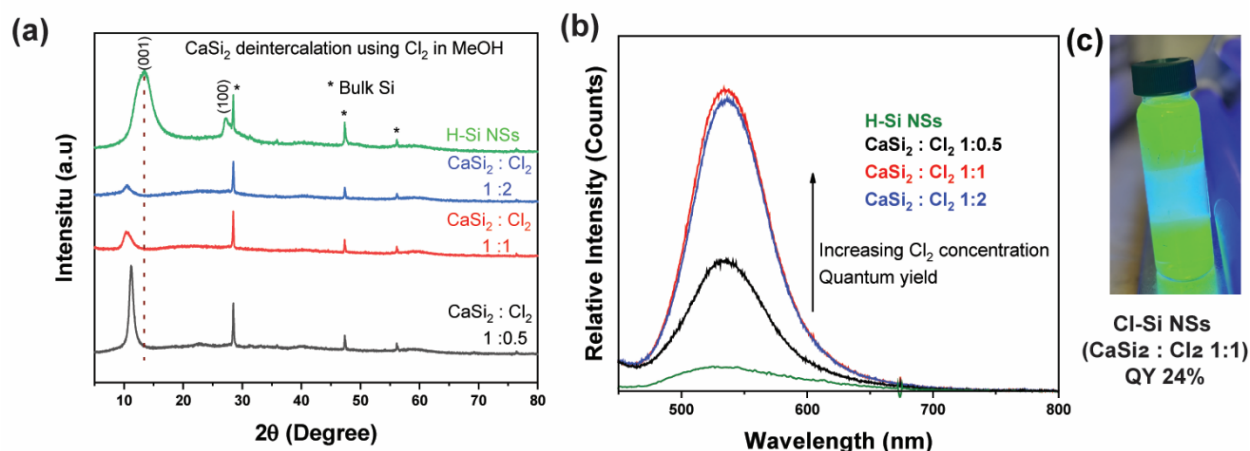 (a)
CaSi₂ deintercalation using Cl₂ in MeOH
(001)
(100)
*
* Bulk Si
*
*
H-Si NSs
CaSi₂ : Cl₂
1 :2
CaSi₂ : Cl₂
1 :1
CaSi₂ : Cl₂
1 :0.5
Intensitu (a.u)
10 20 30 40 50 60 70 80
2θ (Degree)
(b)
H-Si NSs
CaSi₂ : Cl₂ 1:0.5
CaSi₂ : Cl₂ 1:1
CaSi₂ : Cl₂ 1:2
Increasing Cl₂ concentration
Quantum yield
Relative Intensity (Counts)
500 600 700 800
Wavelength (nm)
(c)
Cl-Si NSs
(CaSi2 : Cl2 1:1)
QY 24%